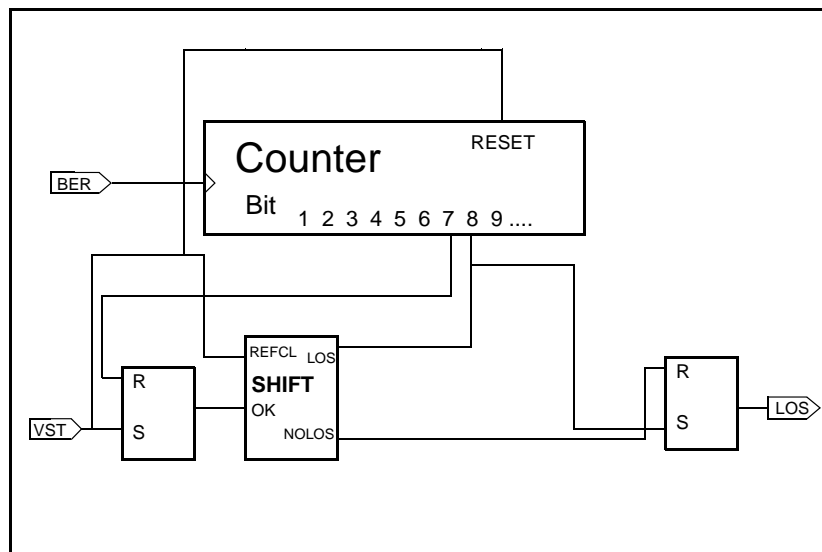 RESET
Counter
BER
Bit
1 2 3 4 5 6 7 8 9 ....
REFCL
LOS
SHIFT
R
OK
VST
S
NOLOS
R
S
LOS